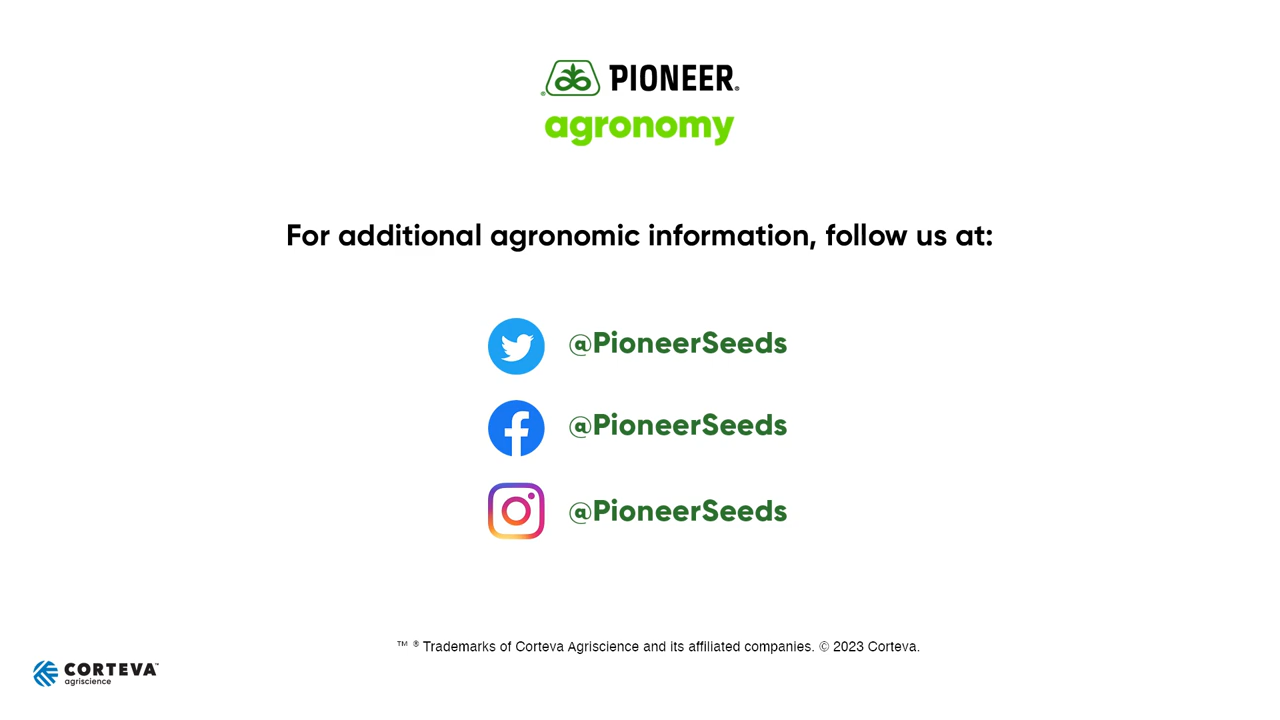 ® PIONEER®
agronomy
For additional agronomic information, follow us at:
@PioneerSeeds
@PioneerSeeds
@PioneerSeeds
™ ® Trademarks of Corteva Agriscience and its affiliated companies. © 2023 Corteva.
CORTEVA™
agriscience